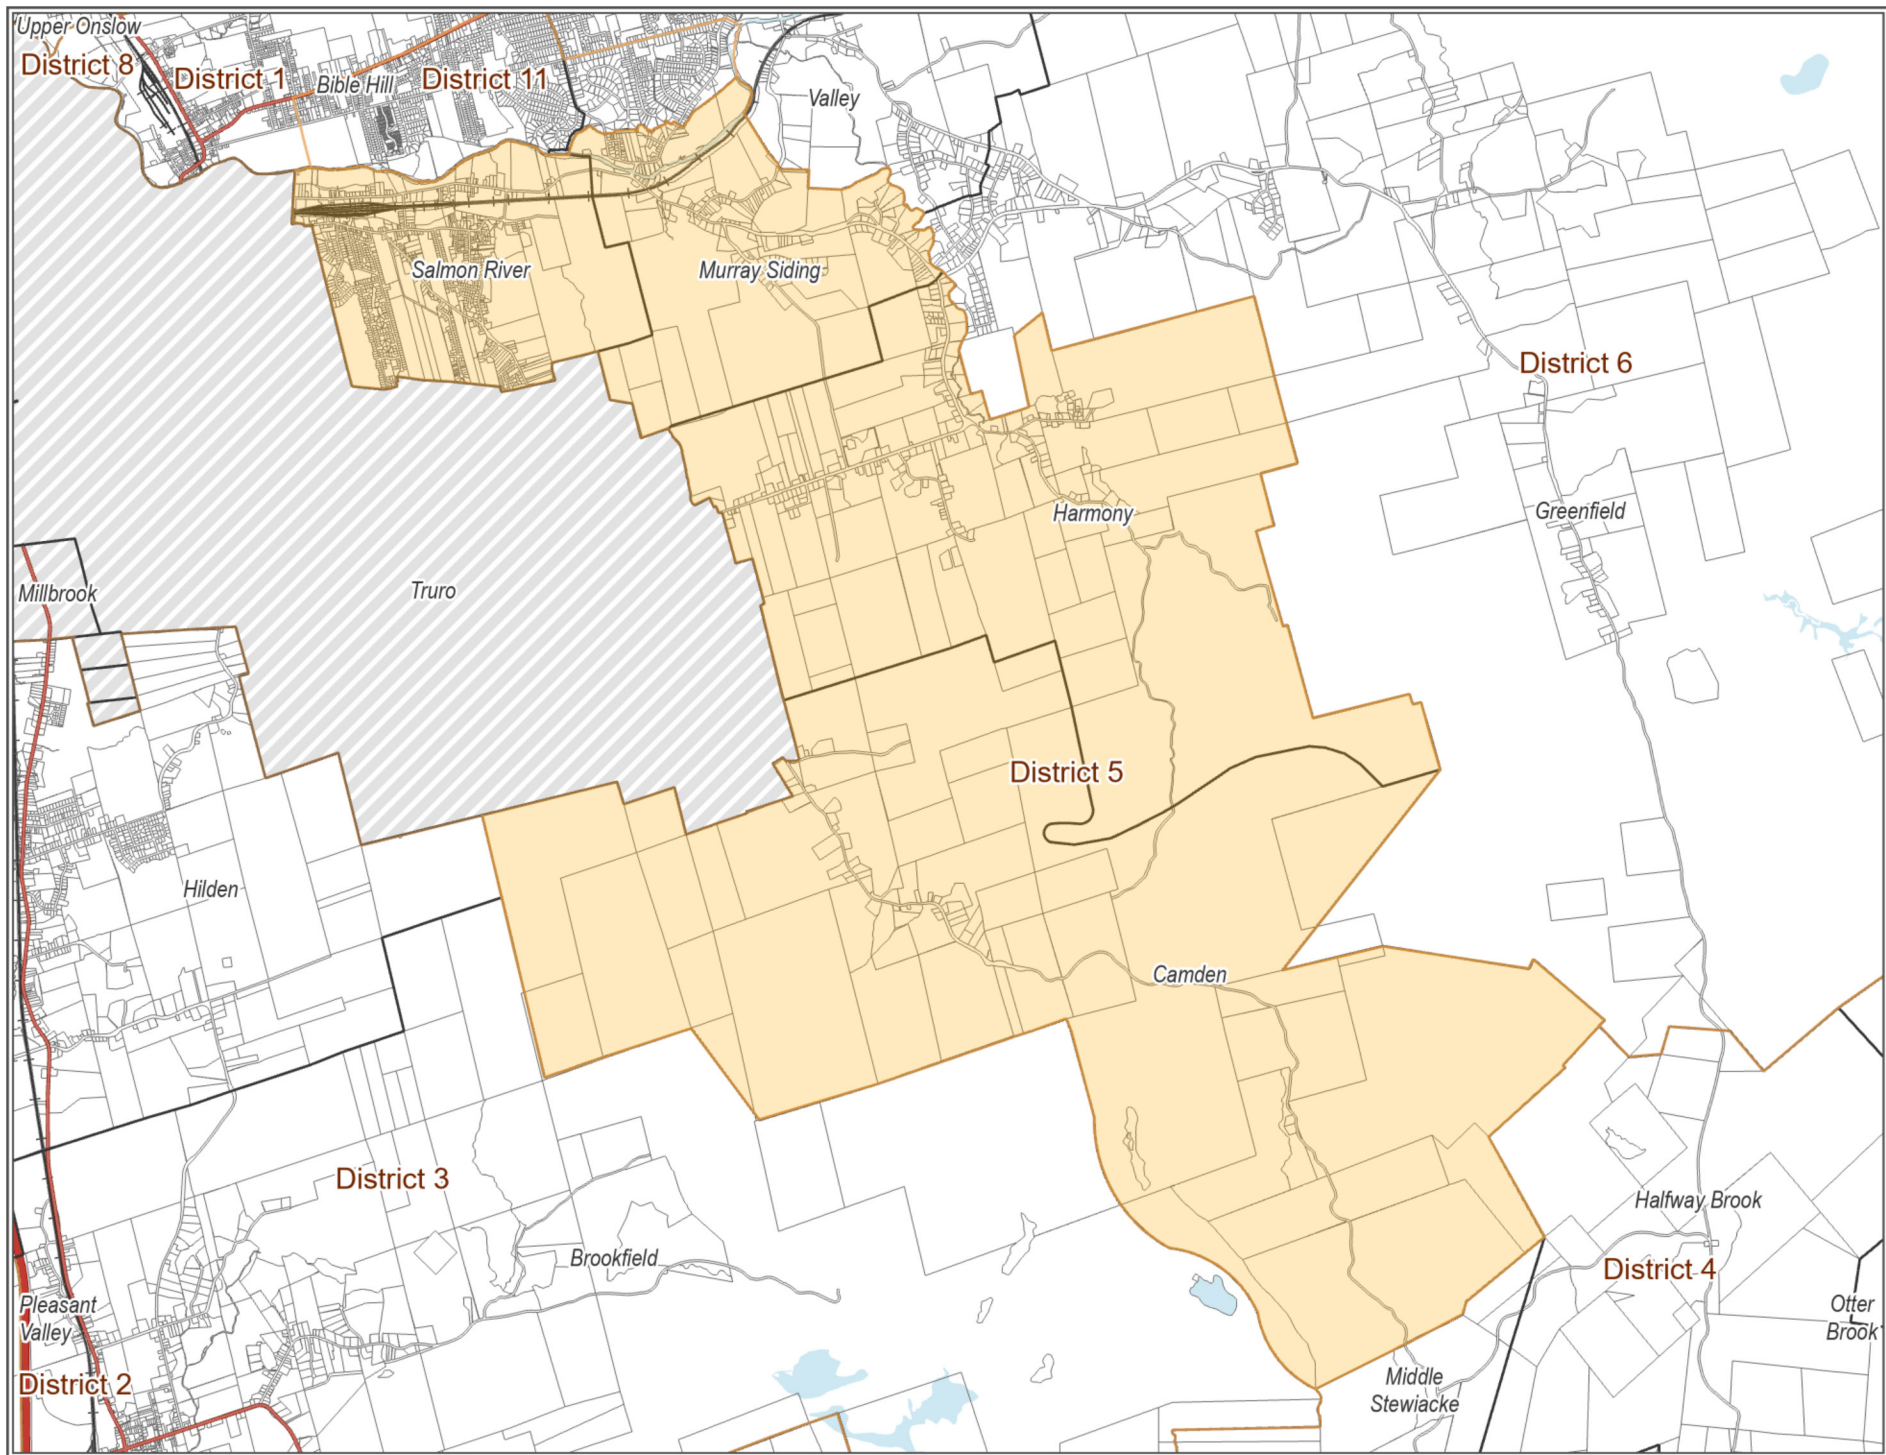 Upper Onslow
District 8
District 1
Bible Hill
District 11
Valley
Salmon River
Murray Siding
District 6
Harmony
Greenfield
Millbrook
Truro
District 5
Hilden
Camden
District 3
Halfway Brook
Brookfield
District 4
Pleasant
Valley
Otter
Brook
District 2
Middle
Stewiacke